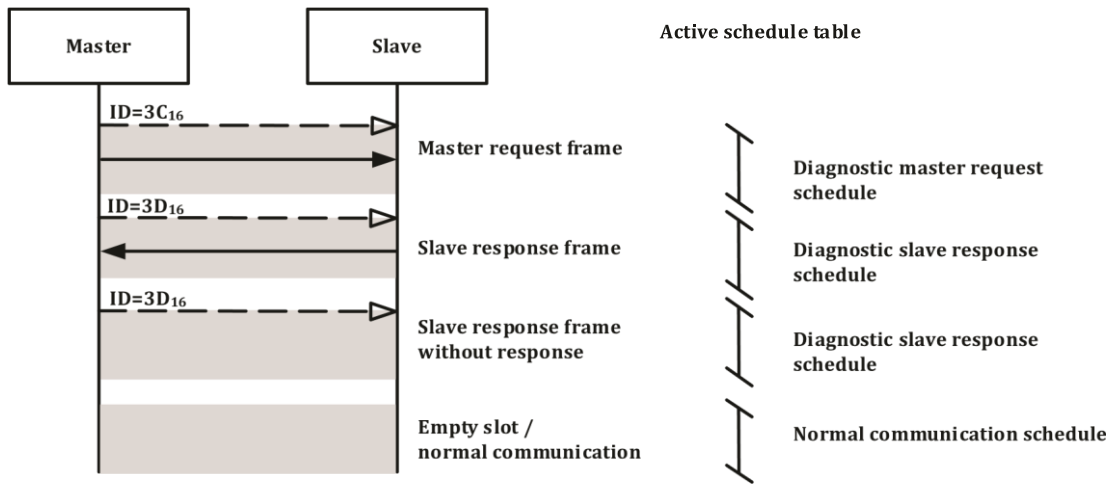 Master
Slave
Active schedule table
ID=3C₁₆
Master request frame
Diagnostic master request
schedule
ID=3D₁₆
Slave response frame
Diagnostic slave response
schedule
ID=3D₁₆
Slave response frame
without response
Diagnostic slave response
schedule
Empty slot /
normal communication
Normal communication schedule